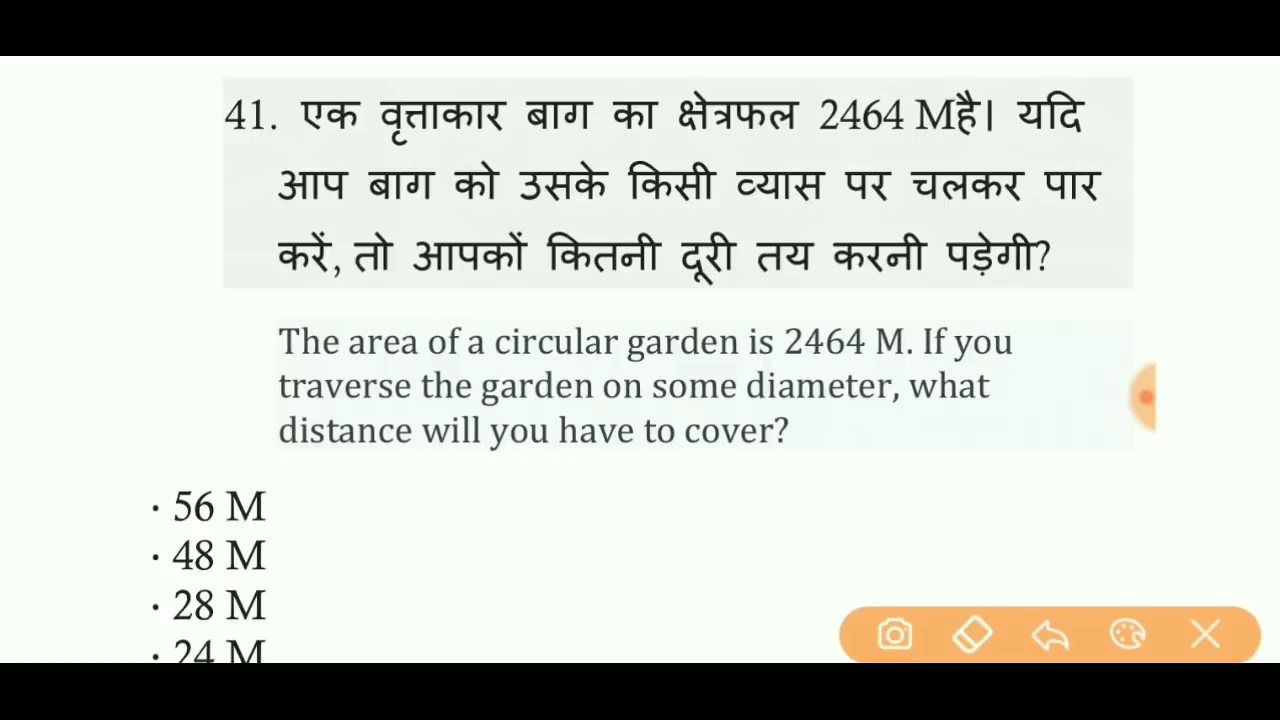 41. एक वृत्ताकार बाग का क्षेत्रफल 2464 Mहै। यदि
आप बाग को उसके किसी व्यास पर चलकर पार
करें, तो आपकों कितनी दूरी तय करनी पड़ेगी?
The area of a circular garden is 2464 M. If you
traverse the garden on some diameter, what
distance will you have to cover?
· 56 M
· 48 M
· 28 M
· 24 M